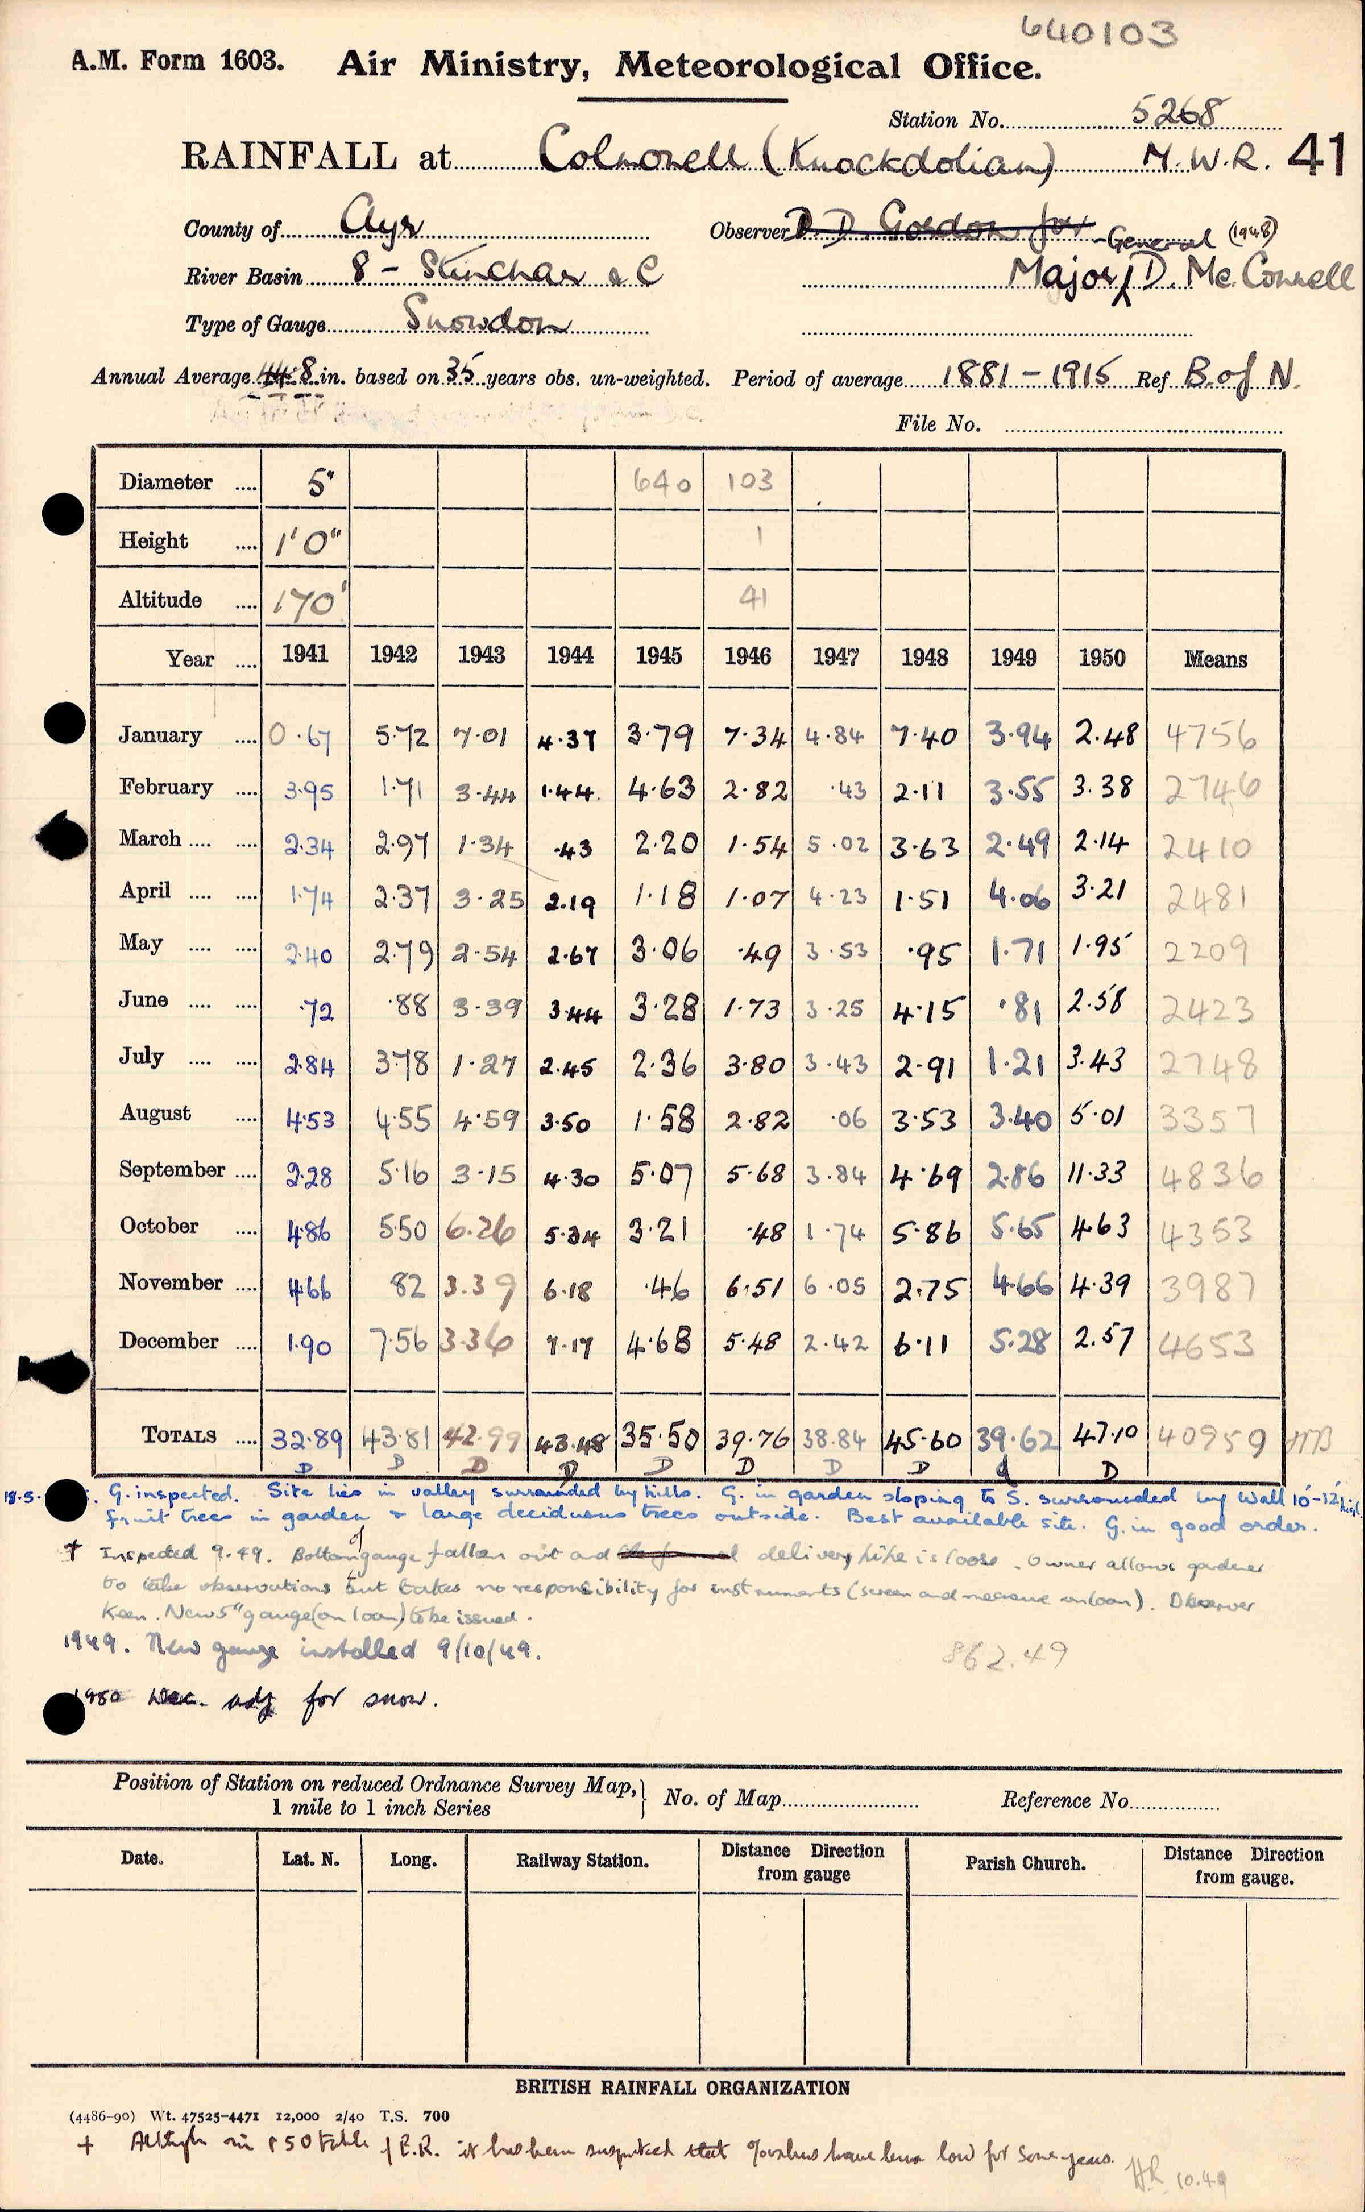 640103
A.M. Form 1603. Air Ministry, Meteorological Office.
Station No. 5268
RAINFALL at Colmonell (Knockdolian) M.W.R. 41
County of Ayr Observer D. D. Gordon for General (1948)
River Basin 8 - Stinchar &c Major D. Mc.Connell
Type of Gauge Snowdon
Annual Average 44.8 in. based on 35 years obs. un-weighted. Period of average 1881 - 1915 Ref B. of N.
File No.
Diameter .... 5" 640 103
Height .... 1'0" 1
Altitude .... 170' 41
Year .... 1941 1942 1943 1944 1945 1946 1947 1948 1949 1950 Means
January .... 0.67 5.72 7.01 4.37 3.79 7.34 4.84 7.40 3.94 2.48 4756
February .... 3.95 1.71 3.44 1.44 4.63 2.82 .43 2.11 3.55 3.38 2746
March .... .... 2.34 2.97 1.34 .43 2.20 1.54 5.02 3.63 2.49 2.14 2410
April .... .... 1.74 2.37 3.25 2.19 1.18 1.07 4.23 1.51 4.06 3.21 2481
May .... .... 2.40 2.79 2.54 2.67 3.06 .49 3.53 .95 1.71 1.95 2209
June .... .... .72 .88 3.39 3.44 3.28 1.73 3.25 4.15 .81 2.58 2423
July .... .... 2.84 3.78 1.27 2.45 2.36 3.80 3.43 2.91 1.21 3.43 2748
August .... 4.53 4.55 4.59 3.50 1.58 2.82 .06 3.53 3.40 5.01 3357
September .... 2.28 5.16 3.15 4.30 5.07 5.68 3.84 4.69 2.86 11.33 4836
October .... 4.86 5.50 6.26 5.34 3.21 .48 1.74 5.86 5.65 4.63 4353
November .... 4.66 82 3.39 6.18 .46 6.51 6.05 2.75 4.66 4.39 3987
December .... 1.90 7.56 3.36 7.17 4.68 5.48 2.42 6.11 5.28 2.57 4653
TOTALS .... 32.89 43.81 42.99 43.48 35.50 39.76 38.84 45.60 39.62 47.10 40959
D D D D D D D D d D
18.5. G. inspected. Site lies in valley surrounded by hills. G. in garden sloping to S. surrounded by wall 10'-12' high
fruit trees in garden & large deciduous trees outside. Best available site. G. in good order.
† Inspected 9.49. Bottom of gauge fallen out and delivery pipe is loose. Owner allows gardener
to take observations but takes no responsibility for instruments (screen and measure on loan). Observer
Keen. New 5" gauge (on loan) to be issued.
1949. New gauge installed 9/10/49.
862.49
1950 Dec. adj for snow.
Position of Station on reduced Ordnance Survey Map, 1 mile to 1 inch Series } No. of Map Reference No.
Date. Lat. N. Long. Railway Station. Distance Direction from gauge Parish Church. Distance Direction from gauge.
BRITISH RAINFALL ORGANIZATION
(4486-90) Wt. 47525-4471 12,000 2/40 T.S. 700
+ Although in 150 table of B.R. it has been suspected that % values have been low for some years.
10.49